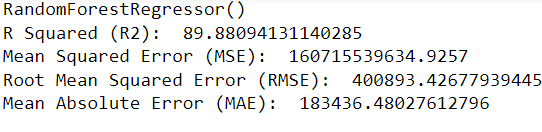 RandomForestRegressor()
R Squared (R2):  89.88094131140285
Mean Squared Error (MSE):  160715539634.9257
Root Mean Squared Error (RMSE):  400893.42677939445
Mean Absolute Error (MAE):  183436.48027612796